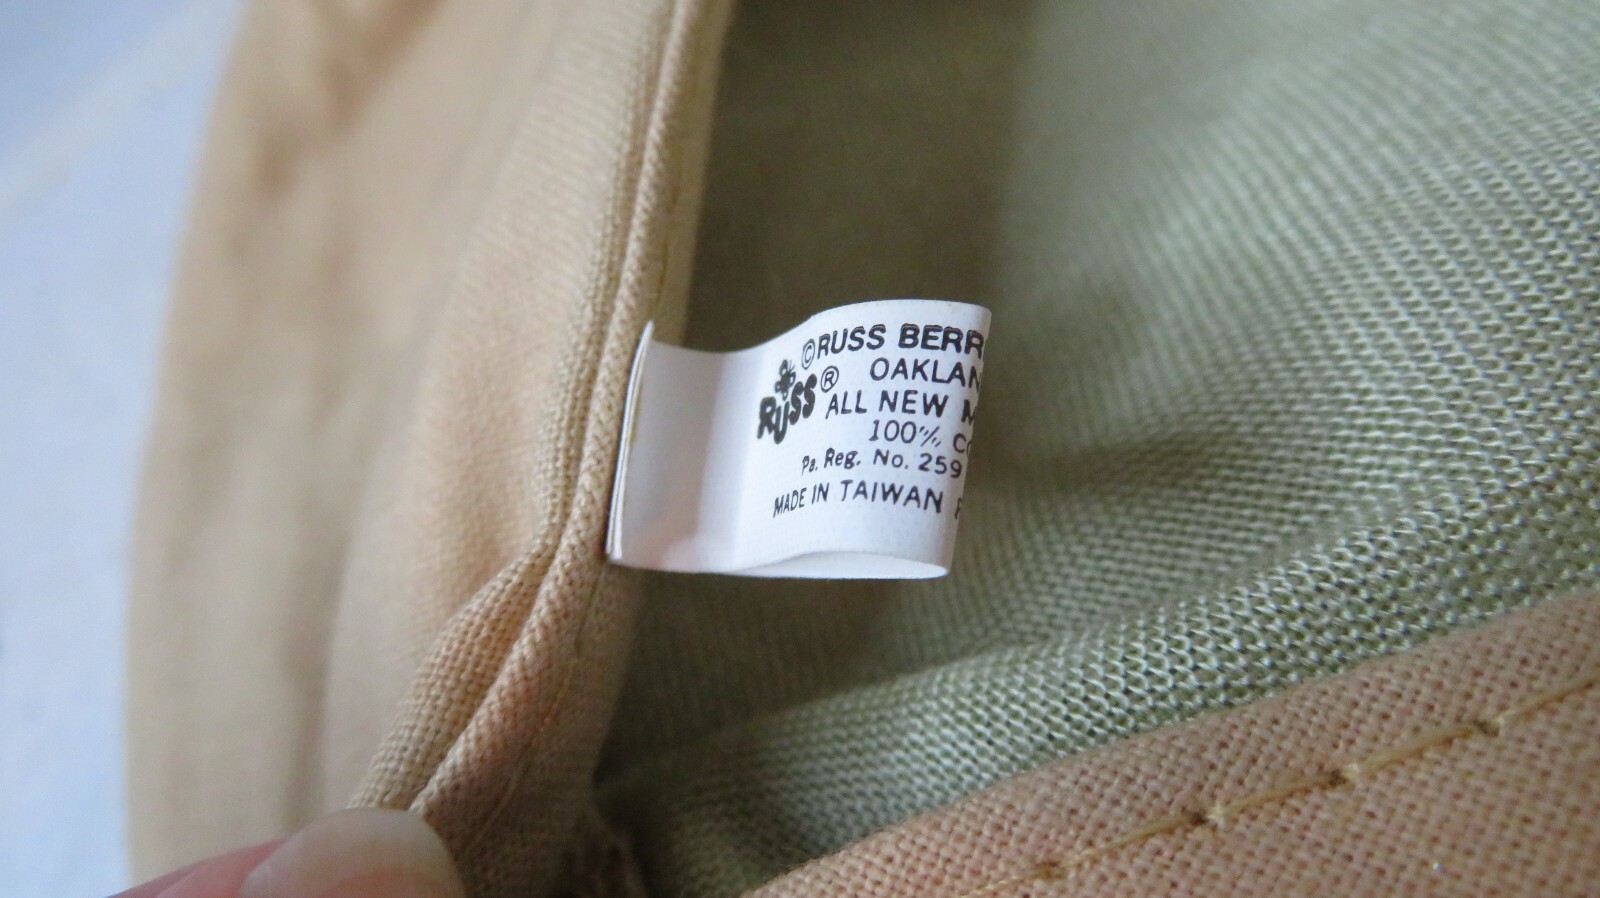 ©RUSS BERR
RUSS® OAKLAN
ALL NEW M
100% CO
Pa. Reg. No. 259
MADE IN TAIWAN